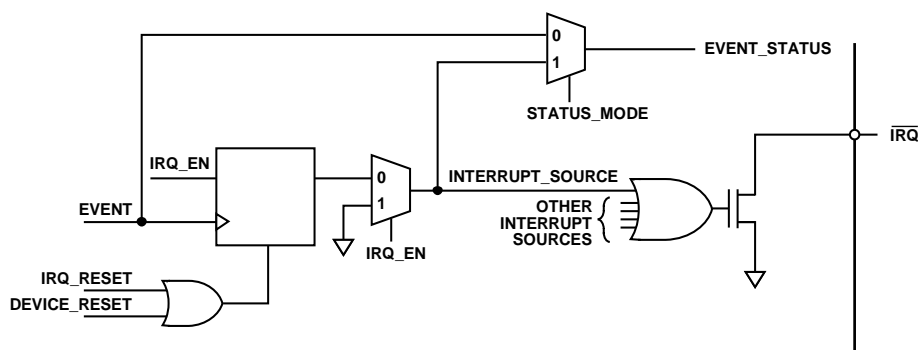 0
1
EVENT_STATUS
STATUS_MODE
IRQ
IRQ_EN
0
1
INTERRUPT_SOURCE
EVENT
OTHER
INTERRUPT
SOURCES
IRQ_EN
IRQ_RESET
DEVICE_RESET